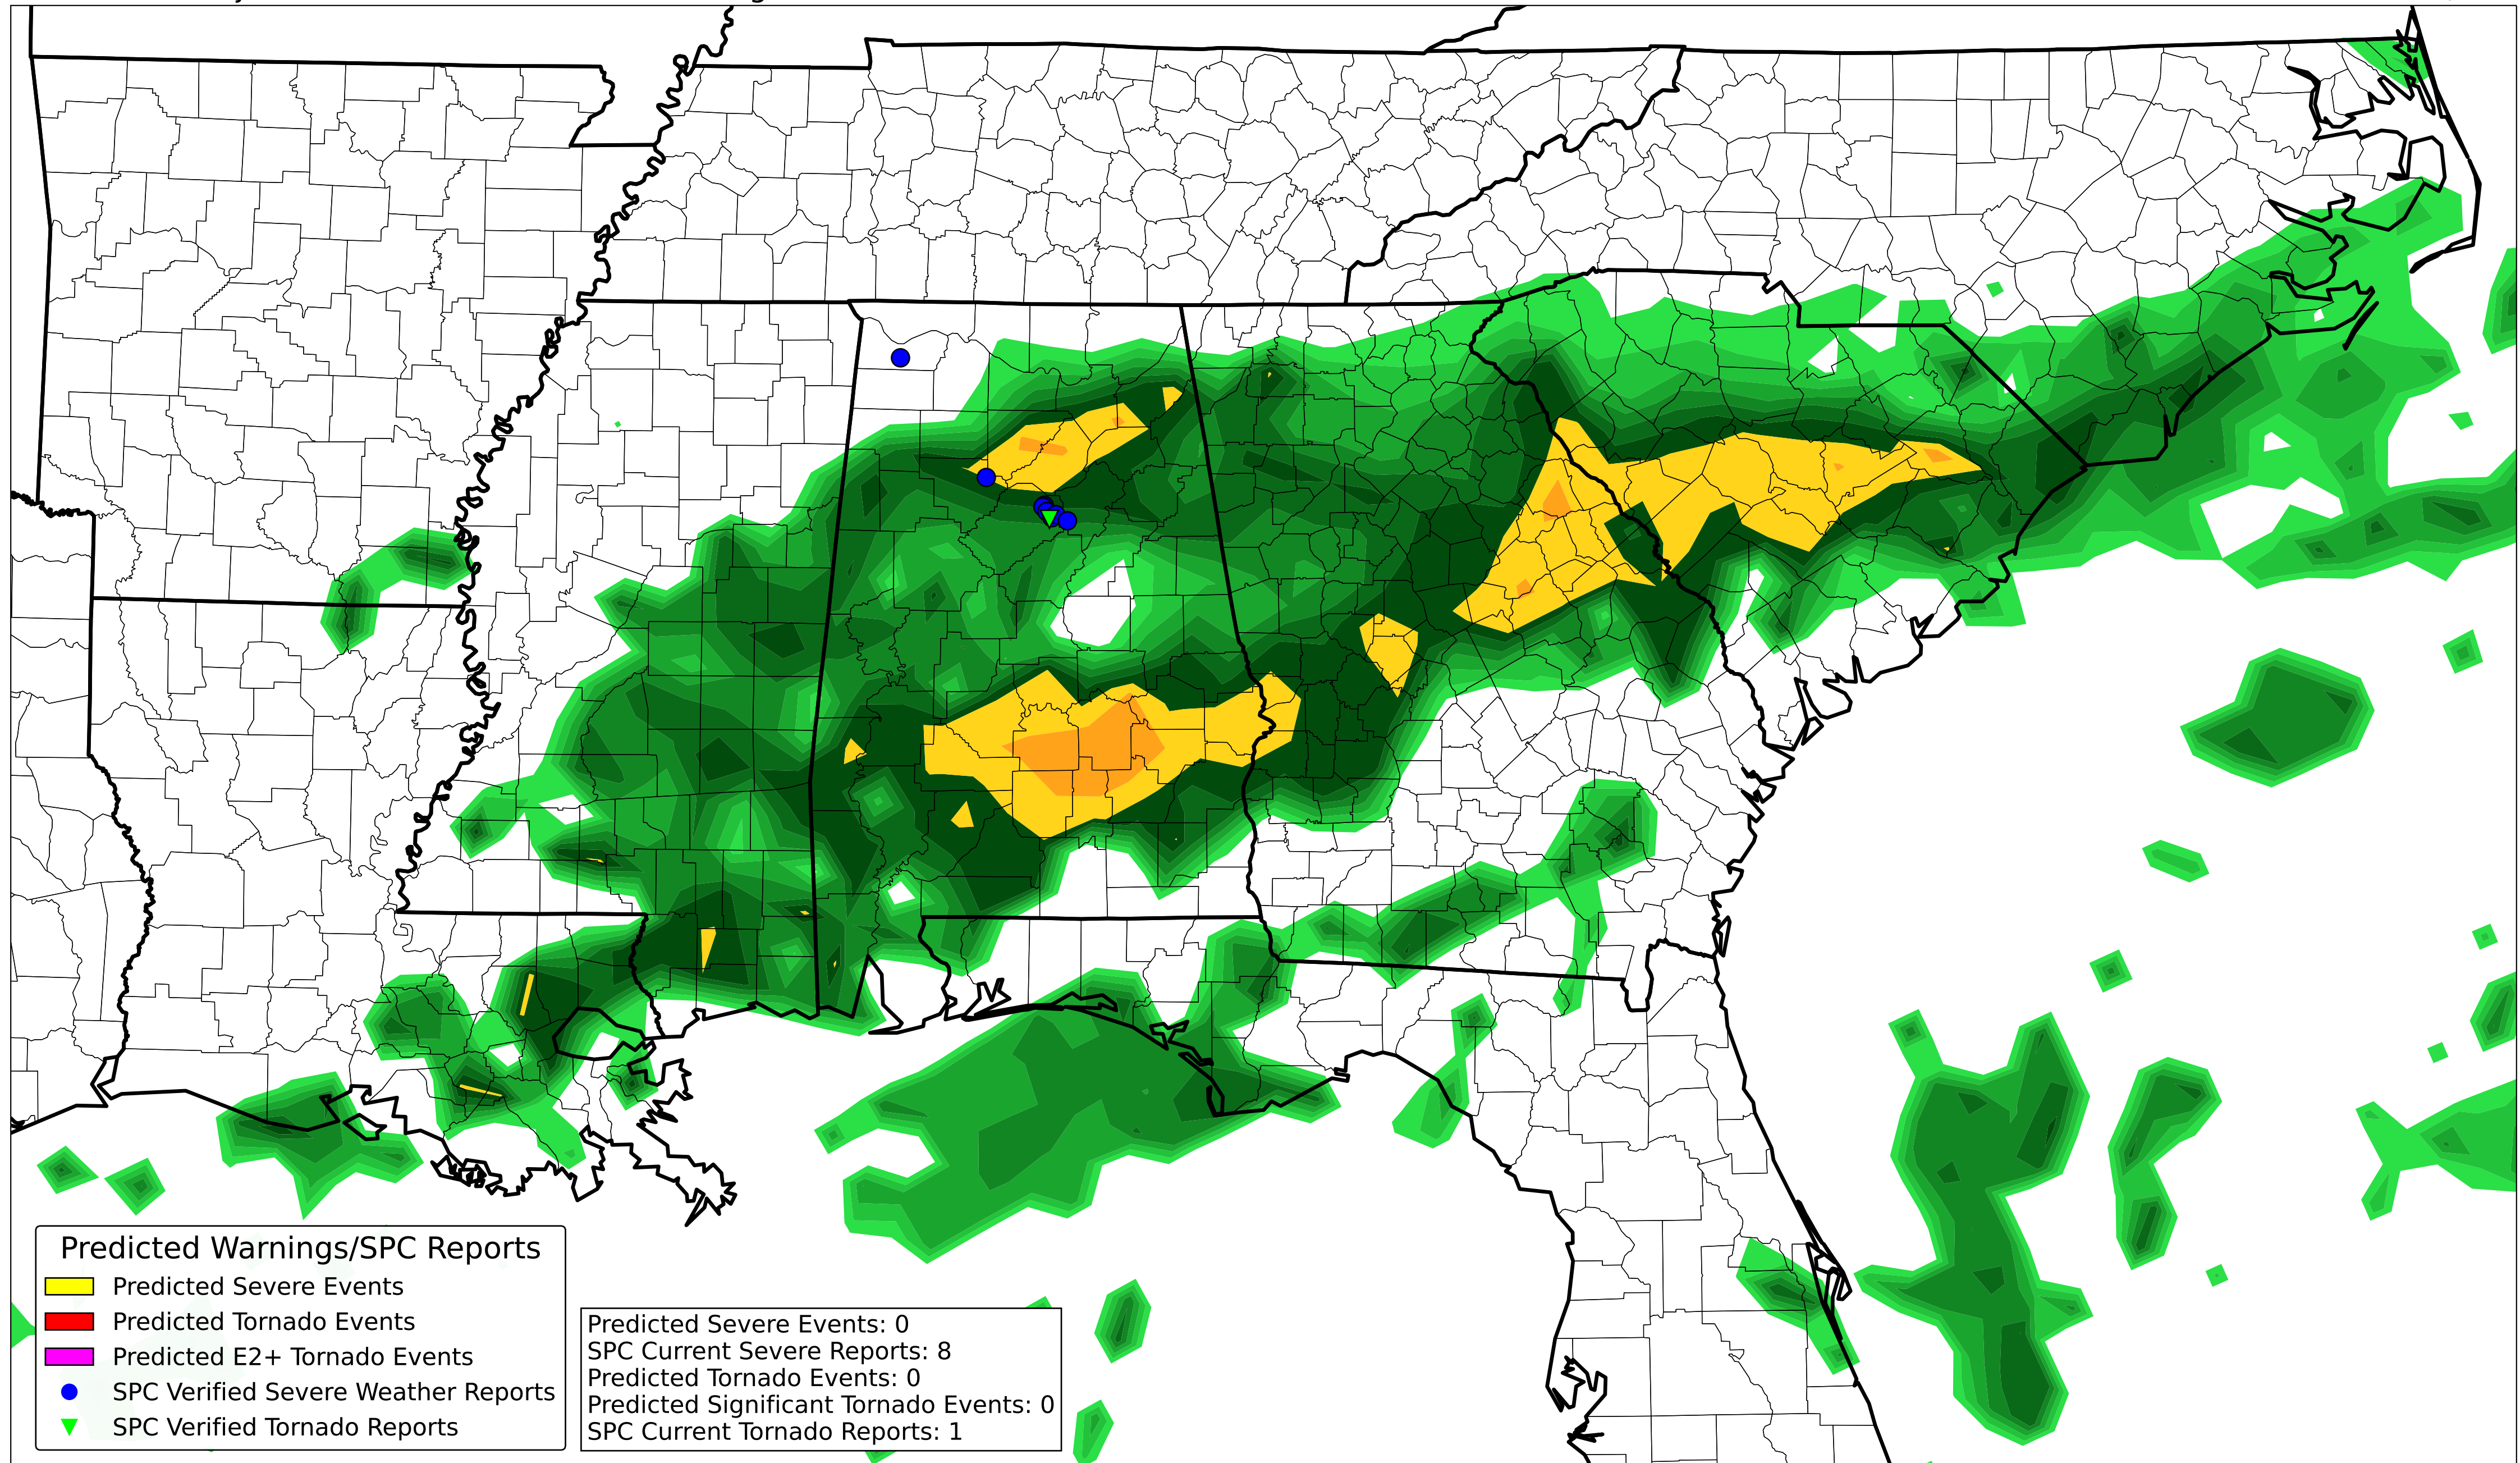 Predicted Warnings/SPC Reports
Predicted Severe Events
Predicted Tornado Events
Predicted E2+ Tornado Events
SPC Verified Severe Weather Reports
SPC Verified Tornado Reports
Predicted Severe Events: 0
SPC Current Severe Reports: 8
Predicted Tornado Events: 0
Predicted Significant Tornado Events: 0
SPC Current Tornado Reports: 1